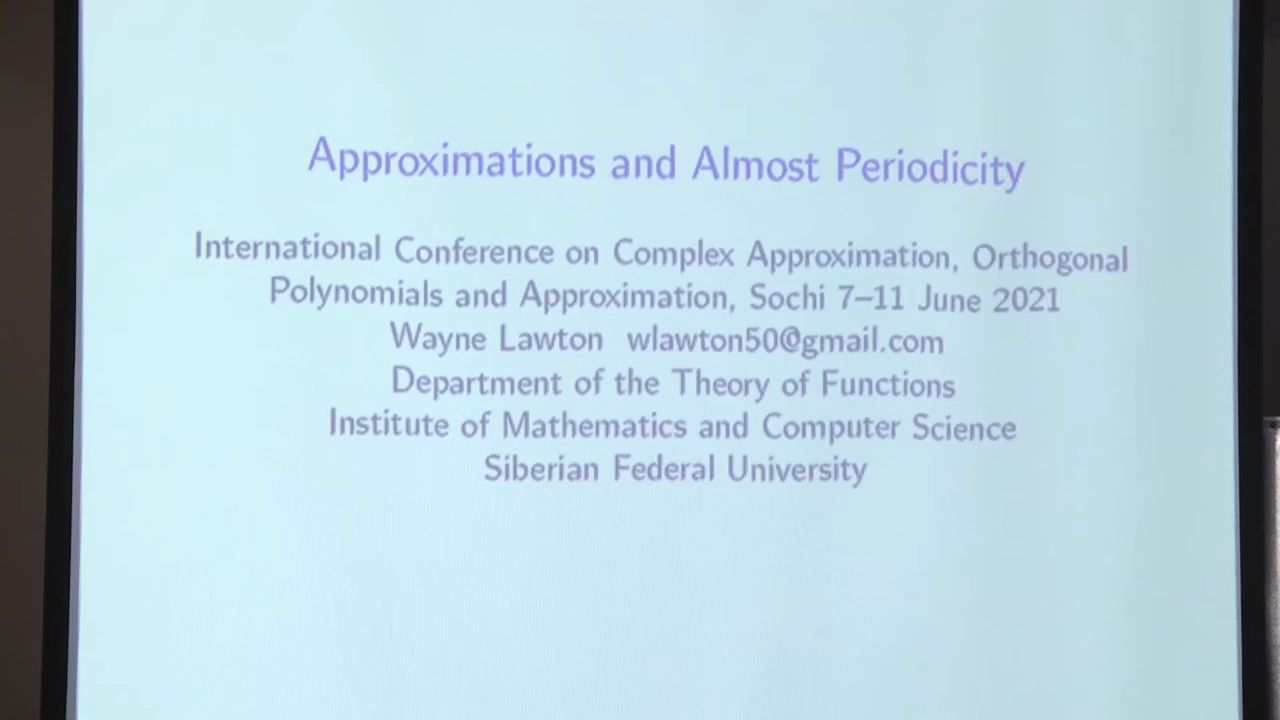 Approximations and Almost Periodicity
International Conference on Complex Approximation, Orthogonal
Polynomials and Approximation, Sochi 7–11 June 2021
Wayne Lawton wlawton50@gmail.com
Department of the Theory of Functions
Institute of Mathematics and Computer Science
Siberian Federal University